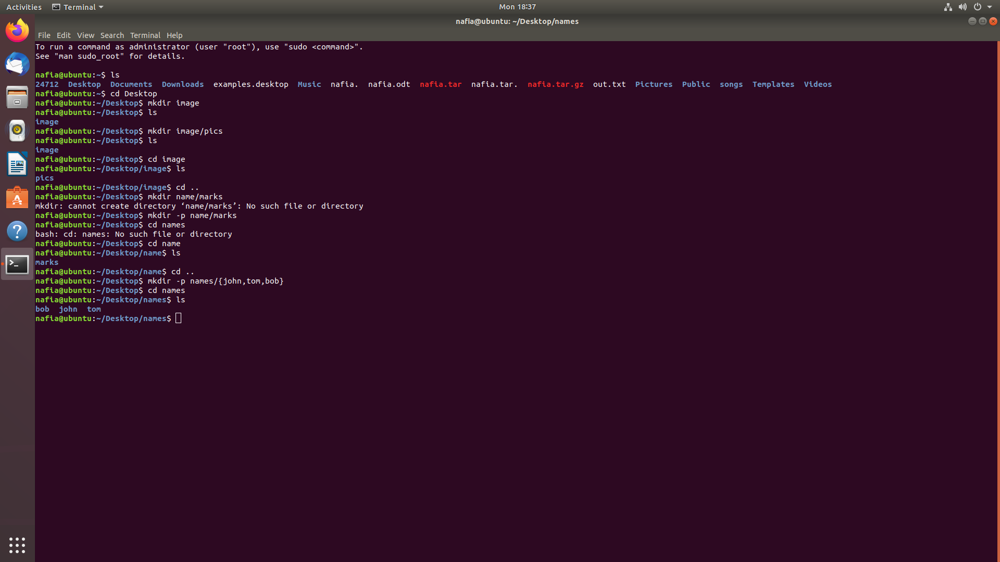 Activities Terminal Mon 18:37
nafia@ubuntu: ~/Desktop/names
File Edit View Search Terminal Help
To run a command as administrator (user "root"), use "sudo <command>".
See "man sudo_root" for details.
nafia@ubuntu:~$ ls
24712 Desktop Documents Downloads examples.desktop Music nafia. nafia.odt nafia.tar nafia.tar. nafia.tar.gz out.txt Pictures Public songs Templates Videos
nafia@ubuntu:~$ cd Desktop
nafia@ubuntu:~/Desktop$ mkdir image
nafia@ubuntu:~/Desktop$ ls
image
nafia@ubuntu:~/Desktop$ mkdir image/pics
nafia@ubuntu:~/Desktop$ ls
image
nafia@ubuntu:~/Desktop$ cd image
nafia@ubuntu:~/Desktop/image$ ls
pics
nafia@ubuntu:~/Desktop/image$ cd ..
nafia@ubuntu:~/Desktop$ mkdir name/marks
mkdir: cannot create directory ‘name/marks’: No such file or directory
nafia@ubuntu:~/Desktop$ mkdir -p name/marks
nafia@ubuntu:~/Desktop$ cd names
bash: cd: names: No such file or directory
nafia@ubuntu:~/Desktop$ cd name
nafia@ubuntu:~/Desktop/name$ ls
marks
nafia@ubuntu:~/Desktop/name$ cd ..
nafia@ubuntu:~/Desktop$ mkdir -p names/{john,tom,bob}
nafia@ubuntu:~/Desktop$ cd names
nafia@ubuntu:~/Desktop/names$ ls
bob john tom
nafia@ubuntu:~/Desktop/names$